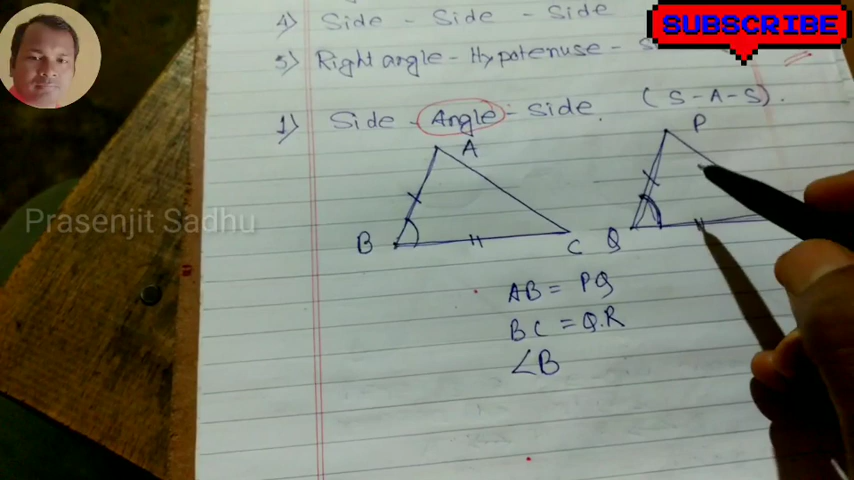 4) Side - Side - Side
SUBSCRIBE
5) Right angle - Hypotenuse -
1) Side - Angle - Side. (S-A-S).
A
P
Prasenjit Sadhu
B
C
Q
AB = PQ
BC = Q.R
∠B